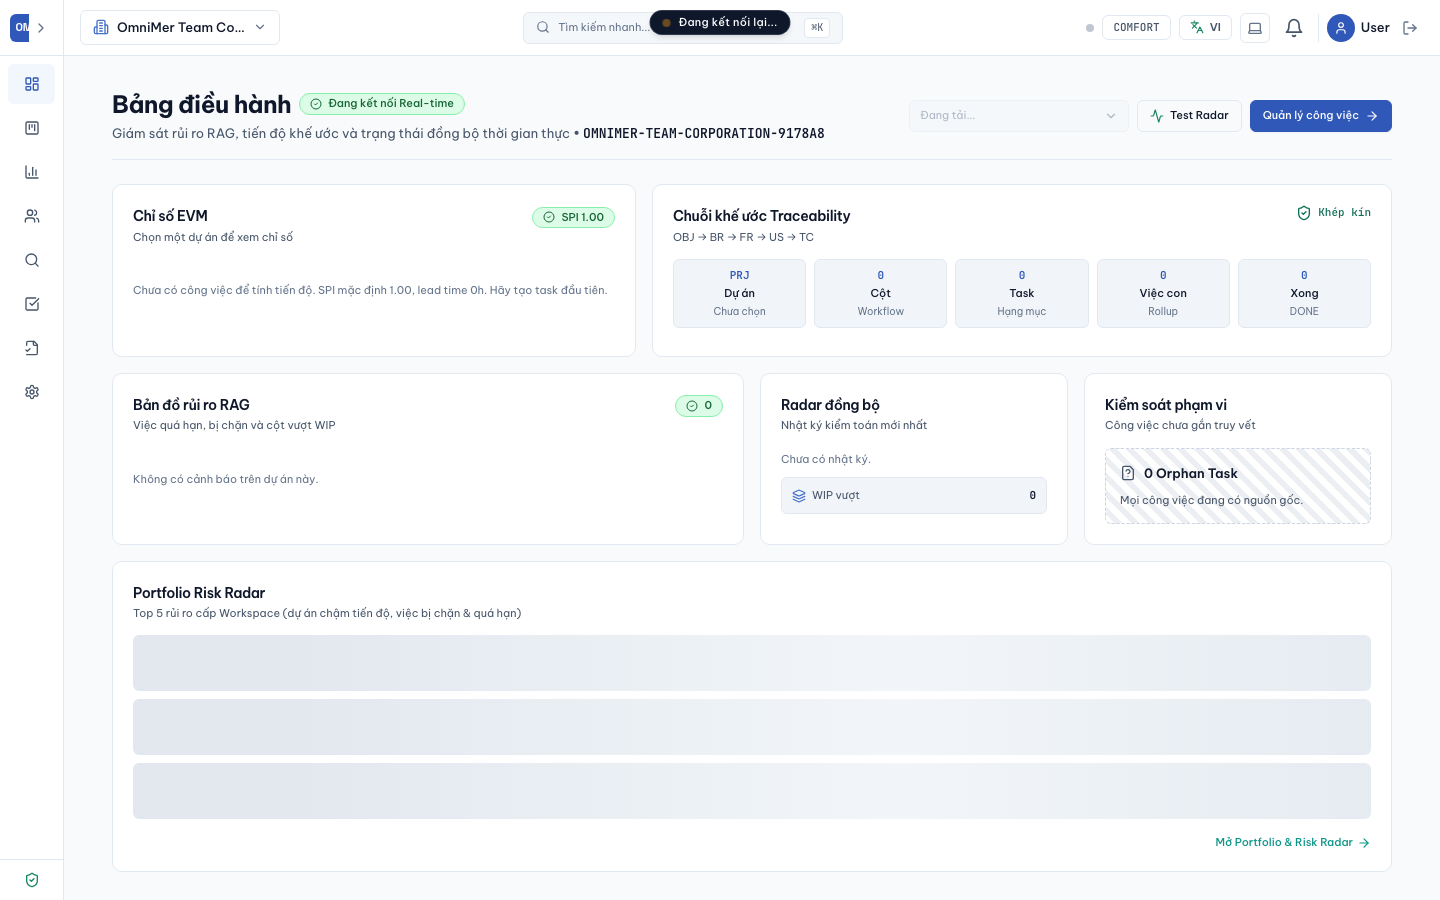 OmniMer Team Co...
Tìm kiếm nhanh...
Đang kết nối lại...
⌘K
COMFORT
VI
User
Bảng điều hành
Đang kết nối Real-time
Giám sát rủi ro RAG, tiến độ khế ước và trạng thái đồng bộ thời gian thực • OMNIMER-TEAM-CORPORATION-9178A8
Đang tải...
Test Radar
Quản lý công việc
Chỉ số EVM
SPI 1.00
Chọn một dự án để xem chỉ số
Chưa có công việc để tính tiến độ. SPI mặc định 1.00, lead time 0h. Hãy tạo task đầu tiên.
Chuỗi khế ước Traceability
Khép kín
OBJ → BR → FR → US → TC
PRJ
Dự án
Chưa chọn
0
Cột
Workflow
0
Task
Hạng mục
0
Việc con
Rollup
0
Xong
DONE
Bản đồ rủi ro RAG
0
Việc quá hạn, bị chặn và cột vượt WIP
Không có cảnh báo trên dự án này.
Radar đồng bộ
Nhật ký kiểm toán mới nhất
Chưa có nhật ký.
WIP vượt
0
Kiểm soát phạm vi
Công việc chưa gắn truy vết
0 Orphan Task
Mọi công việc đang có nguồn gốc.
Portfolio Risk Radar
Top 5 rủi ro cấp Workspace (dự án chậm tiến độ, việc bị chặn & quá hạn)
Mở Portfolio & Risk Radar